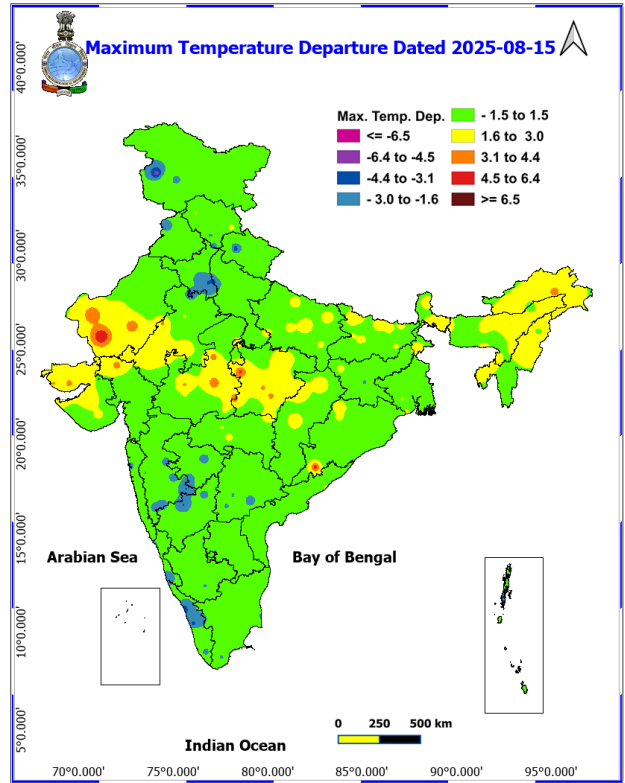 Maximum Temperature Departure Dated 2025-08-15
Max. Temp. Dep.
<= -6.5
-6.4 to -4.5
-4.4 to -3.1
- 3.0 to -1.6
- 1.5 to 1.5
1.6 to 3.0
3.1 to 4.4
4.5 to 6.4
>= 6.5
40°0.000'
35°0.000'
30°0.000'
25°0.000'
20°0.000'
15°0.000'
10°0.000'
5°0.000'
Arabian Sea
Bay of Bengal
Indian Ocean
0 250 500 km
70°0.000' 75°0.000' 80°0.000' 85°0.000' 90°0.000' 95°0.000'